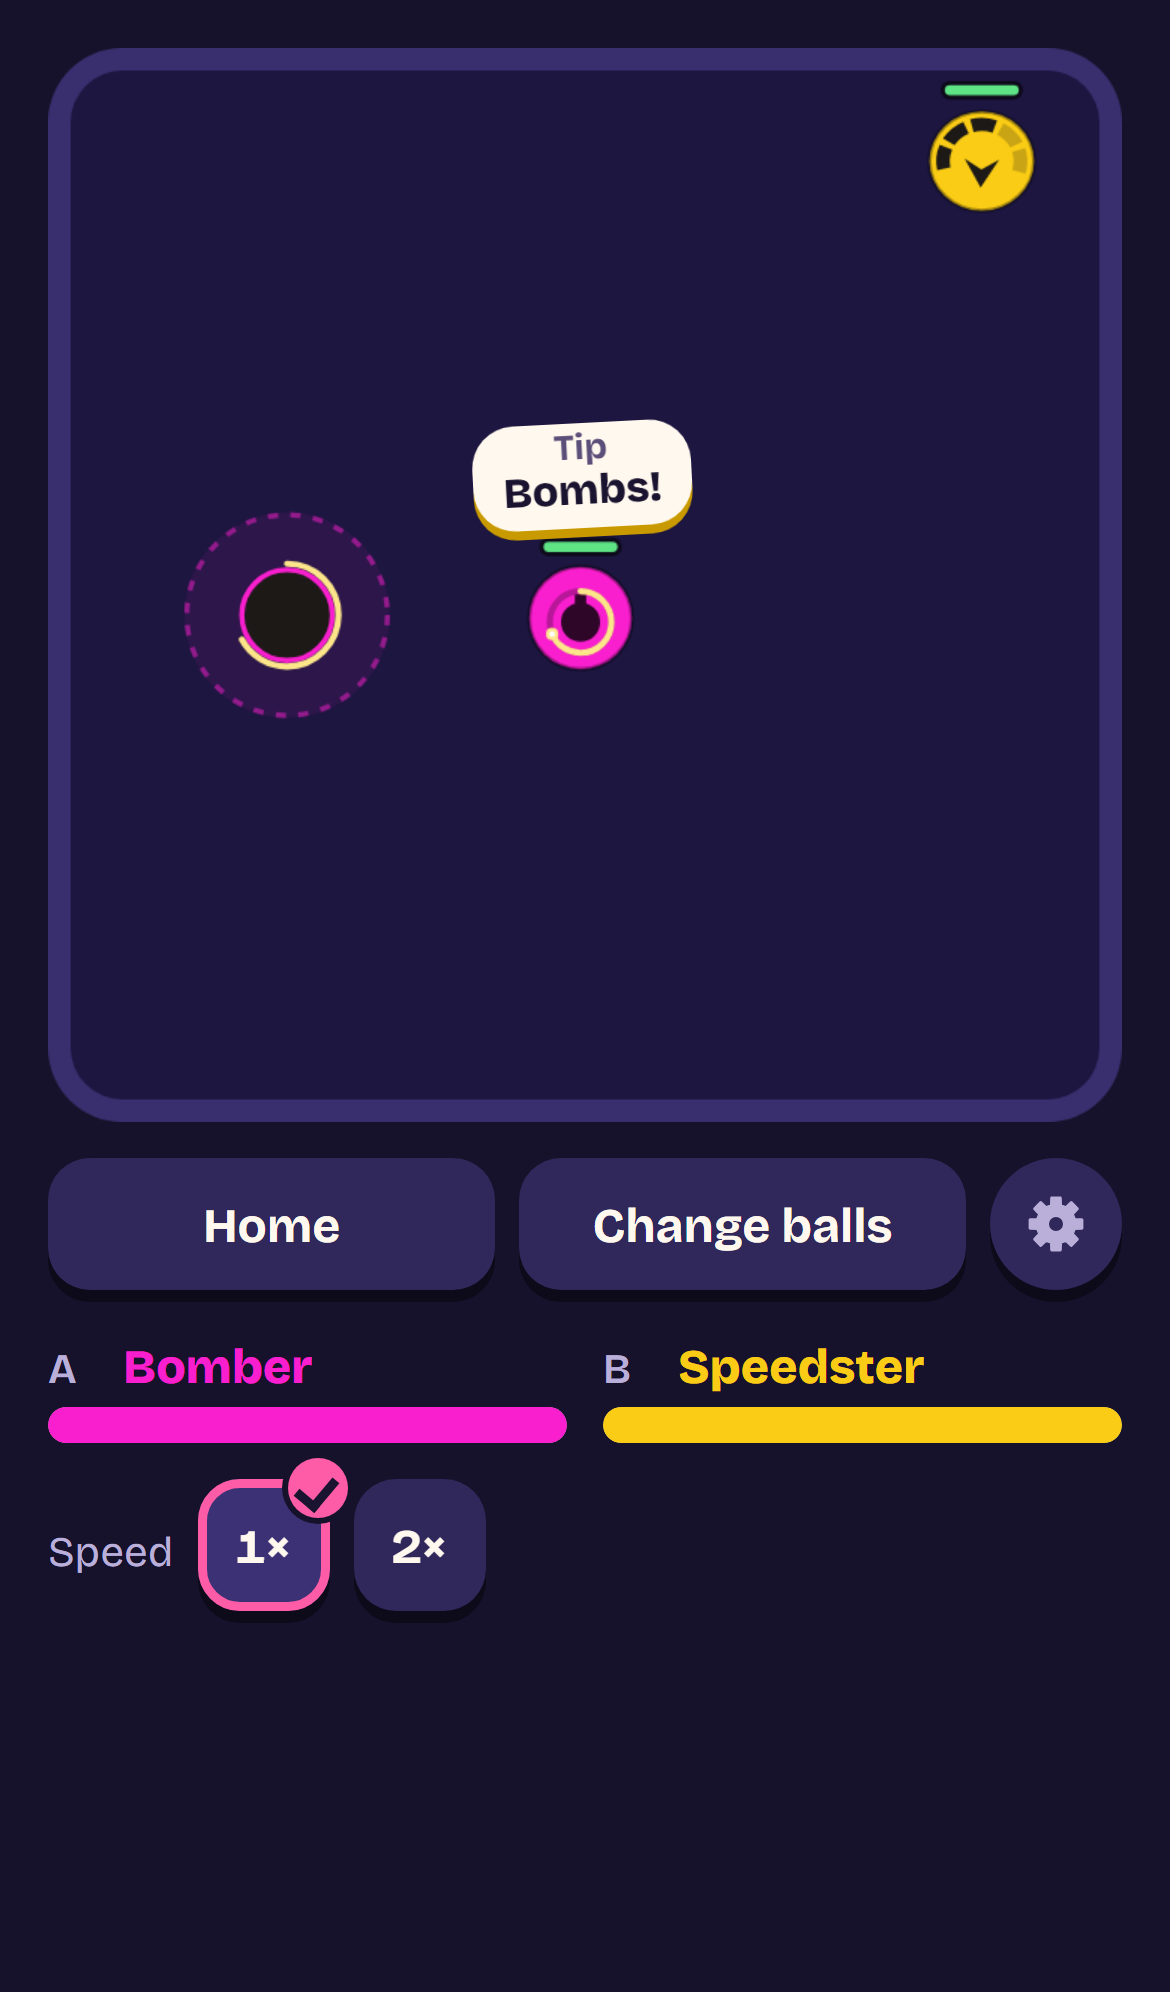 Tip
Bombs!
Home
Change balls
A Bomber
B Speedster
Speed 1× 2×